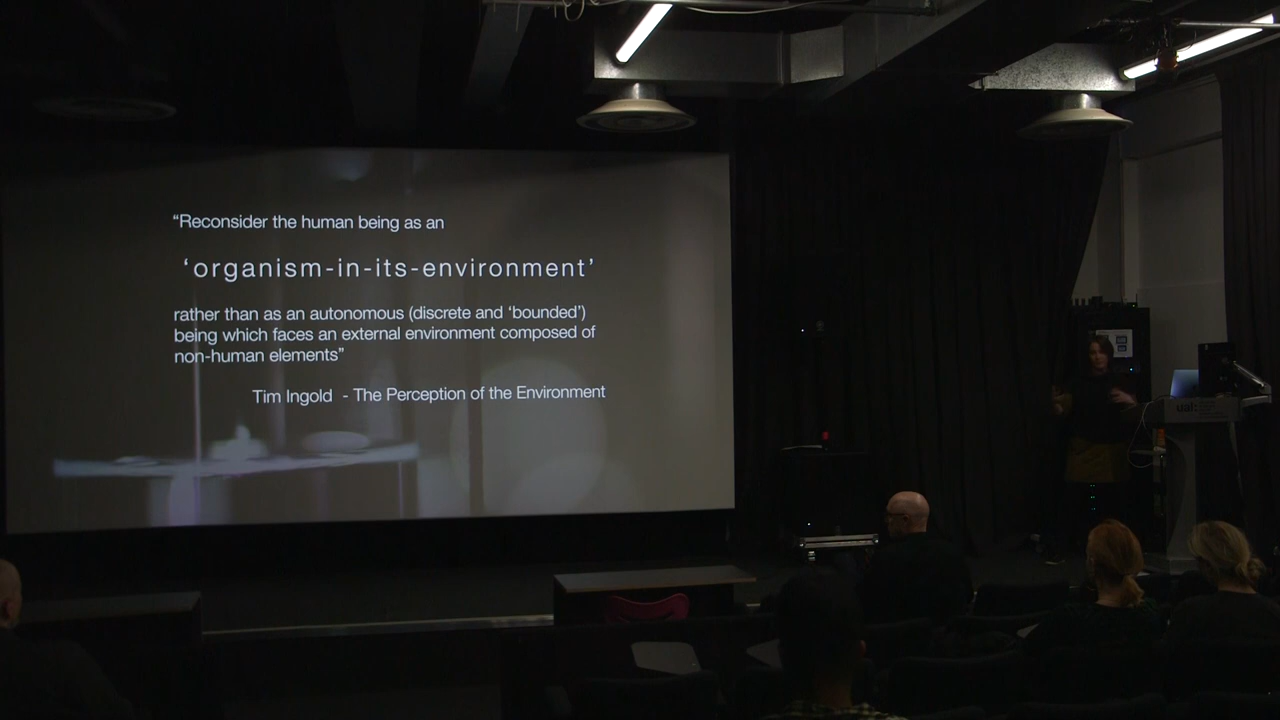 “Reconsider the human being as an
‘organism-in-its-environment’
rather than as an autonomous (discrete and ‘bounded’)
being which faces an external environment composed of
non-human elements”
Tim Ingold - The Perception of the Environment
ual: